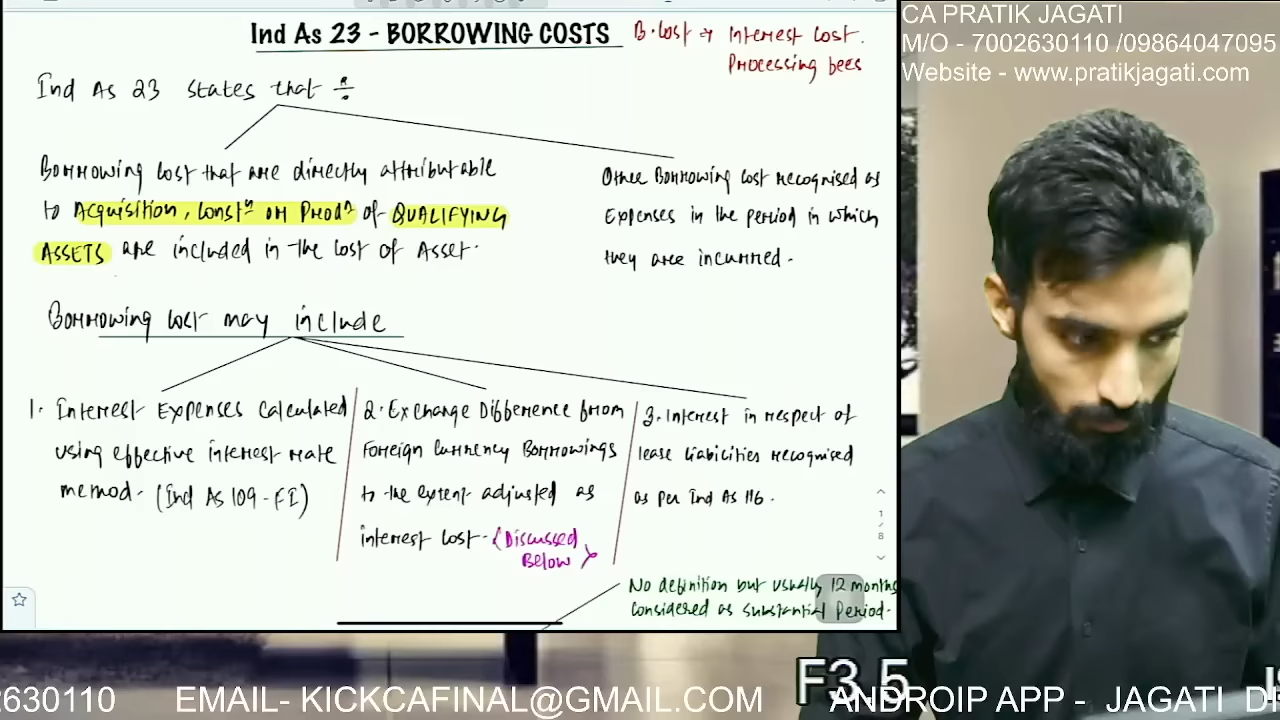 Ind As 23 - BORROWING COSTS
B. Cost → Interest Cost.
Processing fees
Ind As 23 states that ÷
Borrowing Cost that are directly attributable
to Acquisition, Constⁿ or Prodⁿ of QUALIFYING
ASSETS are included in the cost of Asset.
Other Borrowing Cost recognised as
Expenses in the period in which
they are incurred.
Borrowing Cost may include
1. Interest Expenses Calculated
using effective interest rate
method. (Ind As 109 - FI)
2. Exchange Difference from
Foreign Currency Borrowings
to the extent adjusted as
interest Cost. (Discussed
Below)
3. Interest in respect of
lease liabilities recognised
as per Ind As 116.
No definition but usually 12 months
Considered as substantial Period.
1
/
8
CA PRATIK JAGATI
M/O - 7002630110 /09864047095
Website - www.pratikjagati.com
F3.5
2630110 EMAIL- KICKCAFINAL@GMAIL.COM ANDROIP APP - JAGATI